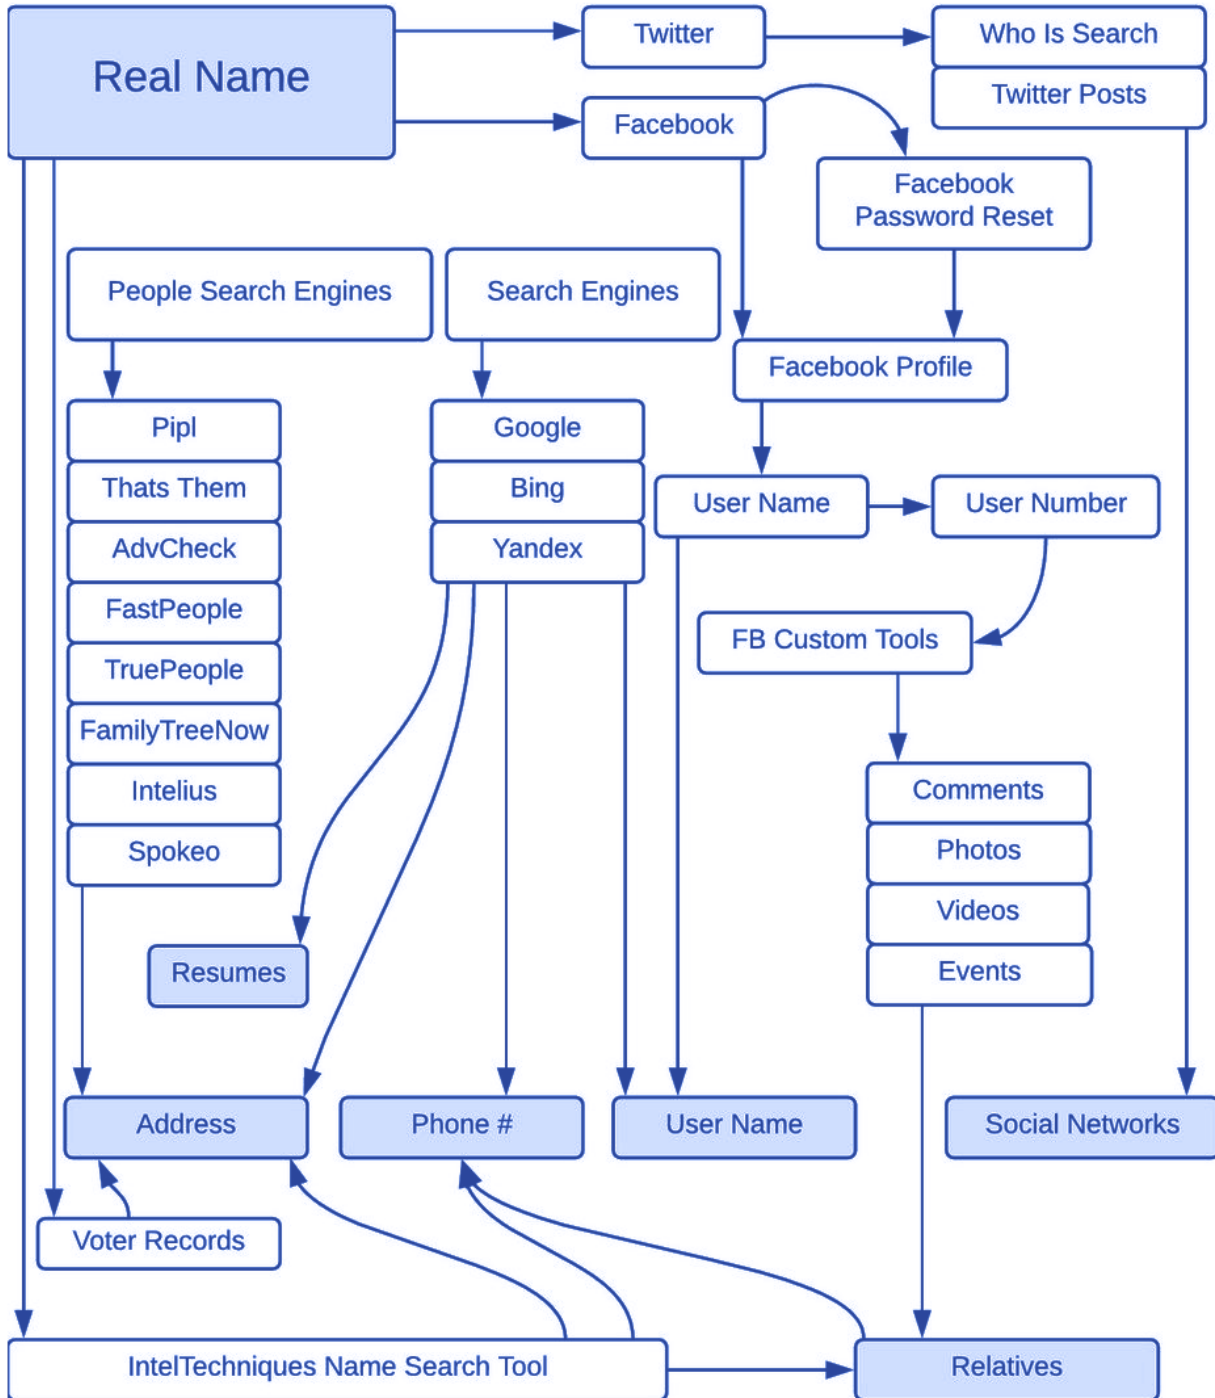 Real Name
Twitter
Who Is Search
Twitter Posts
Facebook
Facebook
Password Reset
People Search Engines
Search Engines
Facebook Profile
Pipl
Thats Them
AdvCheck
FastPeople
TruePeople
FamilyTreeNow
Intelius
Spokeo
Google
Bing
Yandex
User Name
User Number
FB Custom Tools
Comments
Photos
Videos
Events
Resumes
Address
Phone #
User Name
Social Networks
Voter Records
IntelTechniques Name Search Tool
Relatives